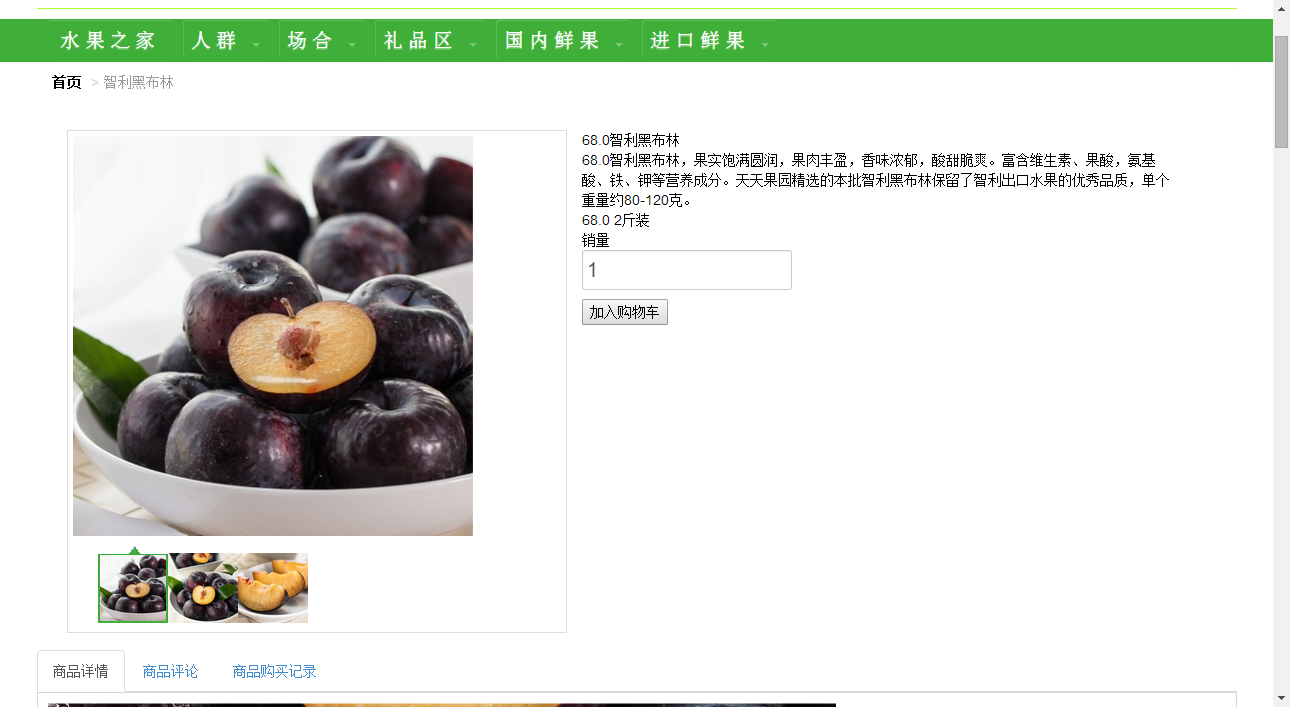 水果之家 人群 场合 礼品区 国内鲜果 进口鲜果
首页 > 智利黑布林
68.0智利黑布林
68.0智利黑布林，果实饱满圆润，果肉丰盈，香味浓郁，酸甜脆爽。富含维生素、果酸，氨基
酸、铁、钾等营养成分。天天果园精选的本批智利黑布林保留了智利出口水果的优秀品质，单个
重量约80-120克。
68.0 2斤装
销量
1
加入购物车
商品详情 商品评论 商品购买记录